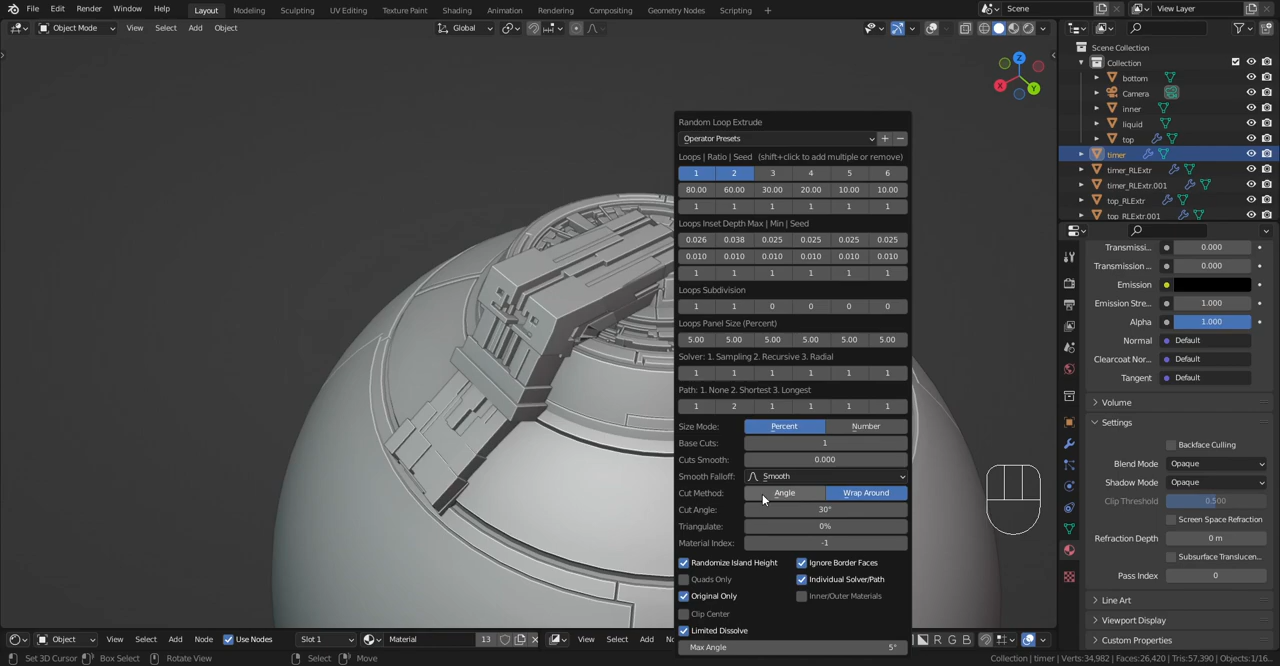 File Edit Render Window Help Layout Modeling Sculpting UV Editing Texture Paint Shading Animation Rendering Compositing Geometry Nodes Scripting + Scene View Layer
Object Mode View Select Add Object Global
Scene Collection
Collection
bottom
Camera
inner
liquid
top
timer
timer_RLExtr
timer_RLExtr.001
top_RLExtr
top_RLExtr.001
Z
X
Y
Random Loop Extrude
Operator Presets + −
Loops | Ratio | Seed (shift+click to add multiple or remove)
1 2 3 4 5 6
80.00 60.00 30.00 20.00 10.00 10.00
1 1 1 1 1 1
Loops Inset Depth Max | Min | Seed
0.026 0.038 0.025 0.025 0.025 0.025
0.010 0.010 0.010 0.010 0.010 0.010
1 1 1 1 1 1
Loops Subdivision
1 1 0 0 0 0
Loops Panel Size (Percent)
5.00 5.00 5.00 5.00 5.00 5.00
Solver: 1. Sampling 2. Recursive 3. Radial
1 1 1 1 1 1
Path: 1. None 2. Shortest 3. Longest
1 2 1 1 1 1
Size Mode: Percent Number
Base Cuts: 1
Cuts Smooth: 0.000
Smooth Falloff: Smooth
Cut Method: Angle Wrap Around
Cut Angle: 30°
Triangulate: 0%
Material Index: -1
Randomize Island Height Ignore Border Faces
Quads Only Individual Solver/Path
Original Only Inner/Outer Materials
Clip Center
Limited Dissolve
Max Angle 5°
Transmissi... 0.000
Transmission ... 0.000
Emission
Emission Stre... 1.000
Alpha 1.000
Normal Default
Clearcoat Nor... Default
Tangent Default
Volume
Settings
Backface Culling
Blend Mode Opaque
Shadow Mode Opaque
Clip Threshold 0.500
Screen Space Refraction
Refraction Depth 0 m
Subsurface Translucen...
Pass Index 0
Line Art
Viewport Display
Custom Properties
Object View Select Add Node Use Nodes Slot 1 Material 13 View Select Add R G B
Set 3D Cursor Box Select Rotate View Select Move Collection | timer | Verts:34,982 | Faces:26,420 | Tris:57,390 | Objects:1/16...